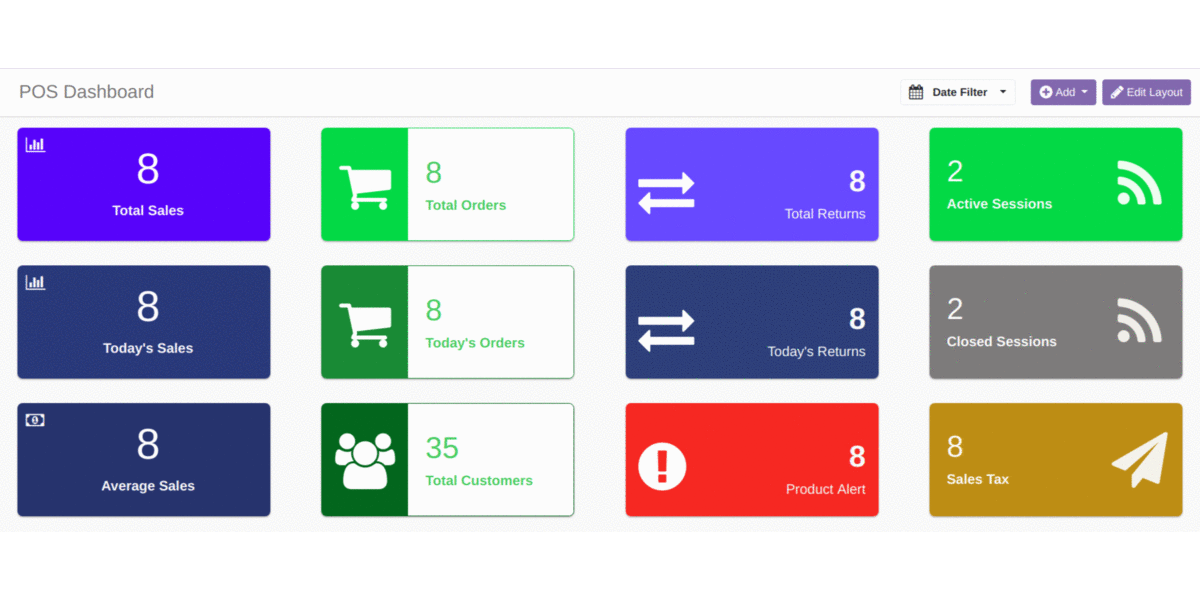 POS Dashboard
Date Filter
Add
Edit Layout
8
Total Sales
8
Total Orders
8
Total Returns
2
Active Sessions
8
Today's Sales
8
Today's Orders
8
Today's Returns
2
Closed Sessions
8
Average Sales
35
Total Customers
8
Product Alert
8
Sales Tax